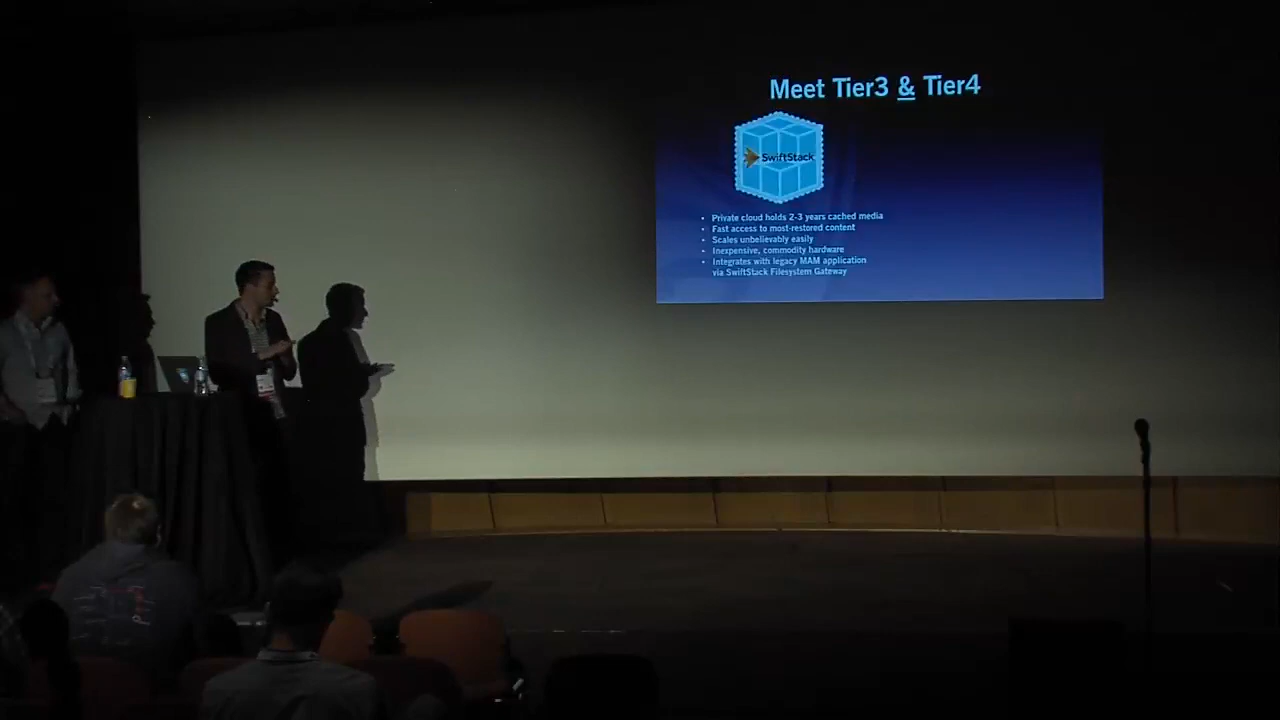 Meet Tier3 & Tier4
SwiftStack
• Private cloud holds 2-3 years cached media
• Fast access to most-restored content
• Scales unbelievably easily
• Inexpensive, commodity hardware
• Integrates with legacy MAM application
via SwiftStack Filesystem Gateway